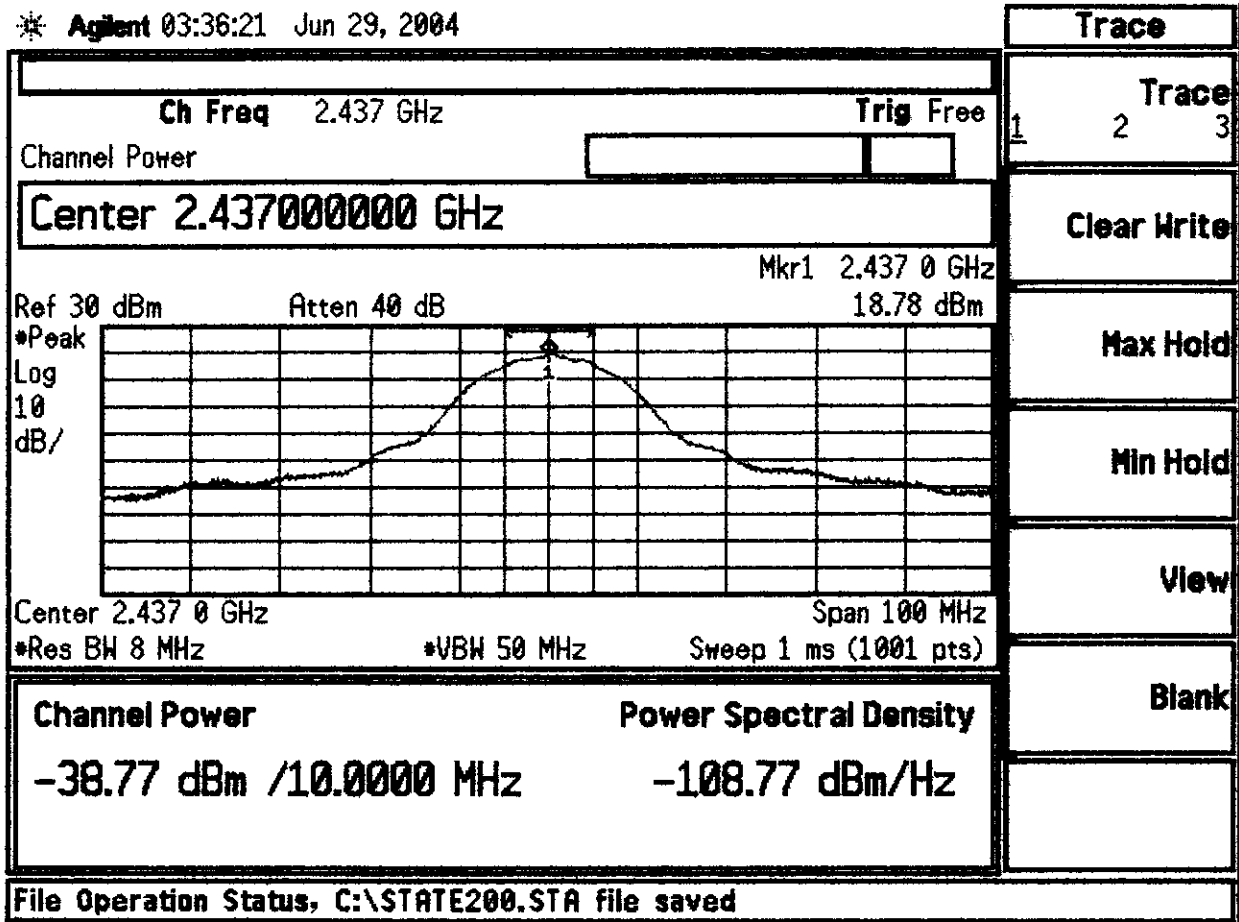 Agilent 03:36:21 Jun 29, 2004
Trace
Ch Freq 2.437 GHz Trig Free
Trace
1 2 3
Channel Power
Center 2.437000000 GHz
Clear Write
Mkr1 2.437 0 GHz
Ref 30 dBm Atten 40 dB 18.78 dBm
*Peak
Log
10
dB/
1
Max Hold
Min Hold
View
Center 2.437 0 GHz Span 100 MHz
*Res BW 8 MHz *VBW 50 MHz Sweep 1 ms (1001 pts)
Channel Power Power Spectral Density
Blank
-38.77 dBm /10.0000 MHz -108.77 dBm/Hz
File Operation Status, C:\STATE200.STA file saved